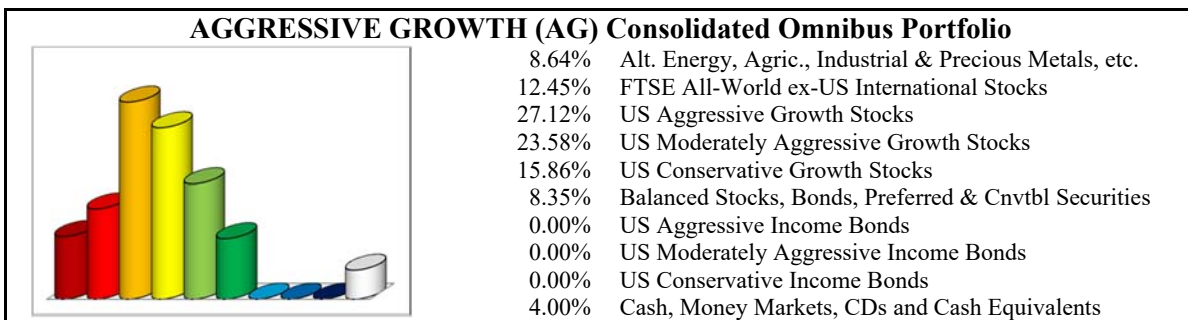 AGGRESSIVE GROWTH (AG) Consolidated Omnibus Portfolio
8.64% Alt. Energy, Agric., Industrial & Precious Metals, etc.
12.45% FTSE All-World ex-US International Stocks
27.12% US Aggressive Growth Stocks
23.58% US Moderately Aggressive Growth Stocks
15.86% US Conservative Growth Stocks
8.35% Balanced Stocks, Bonds, Preferred & Cnvtbl Securities
0.00% US Aggressive Income Bonds
0.00% US Moderately Aggressive Income Bonds
0.00% US Conservative Income Bonds
4.00% Cash, Money Markets, CDs and Cash Equivalents